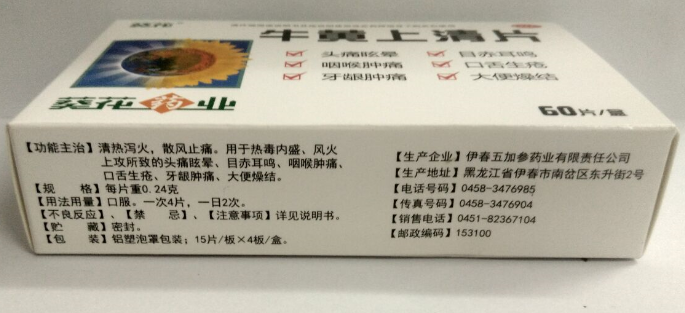 葵花
牛黄上清片
头痛眩晕 目赤耳鸣
咽喉肿痛 口舌生疮
牙龈肿痛 大便燥结
葵花药业
60片/盒
【功能主治】清热泻火，散风止痛。用于热毒内盛、风火
上攻所致的头痛眩晕、目赤耳鸣、咽喉肿痛、
口舌生疮、牙龈肿痛、大便燥结。
【规 格】每片重0.24克
【用法用量】口服。一次4片，一日2次。
【不良反应】、【禁 忌】、【注意事项】详见说明书。
【贮 藏】密封。
【包 装】铝塑泡罩包装；15片/板×4板/盒。
【生产企业】伊春五加参药业有限责任公司
【生产地址】黑龙江省伊春市南岔区东升街2号
【电话号码】0458-3476985
【传真号码】0458-3476904
【销售电话】0451-82367104
【邮政编码】153100